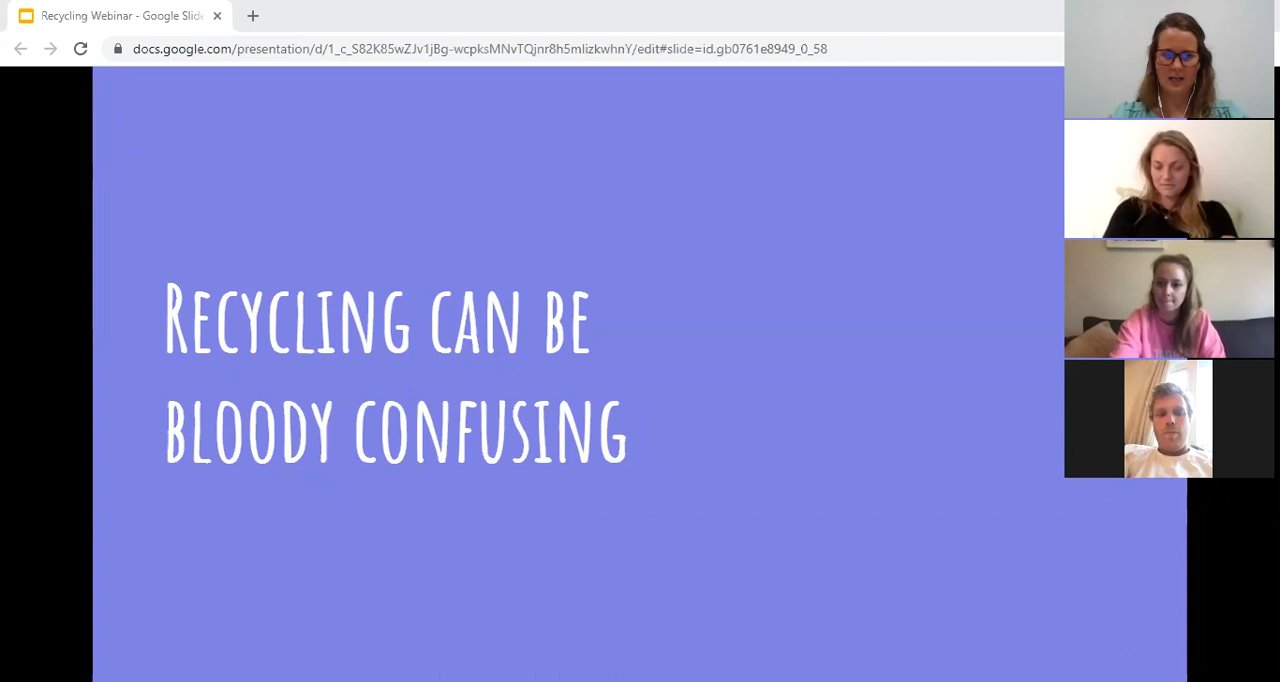 Recycling Webinar - Google Slide
docs.google.com/presentation/d/1_c_S82K85wZJv1jBg-wcpksMNvTQjnr8h5mlizkwhnY/edit#slide=id.gb0761e8949_0_58
RECYCLING CAN BE
BLOODY CONFUSING